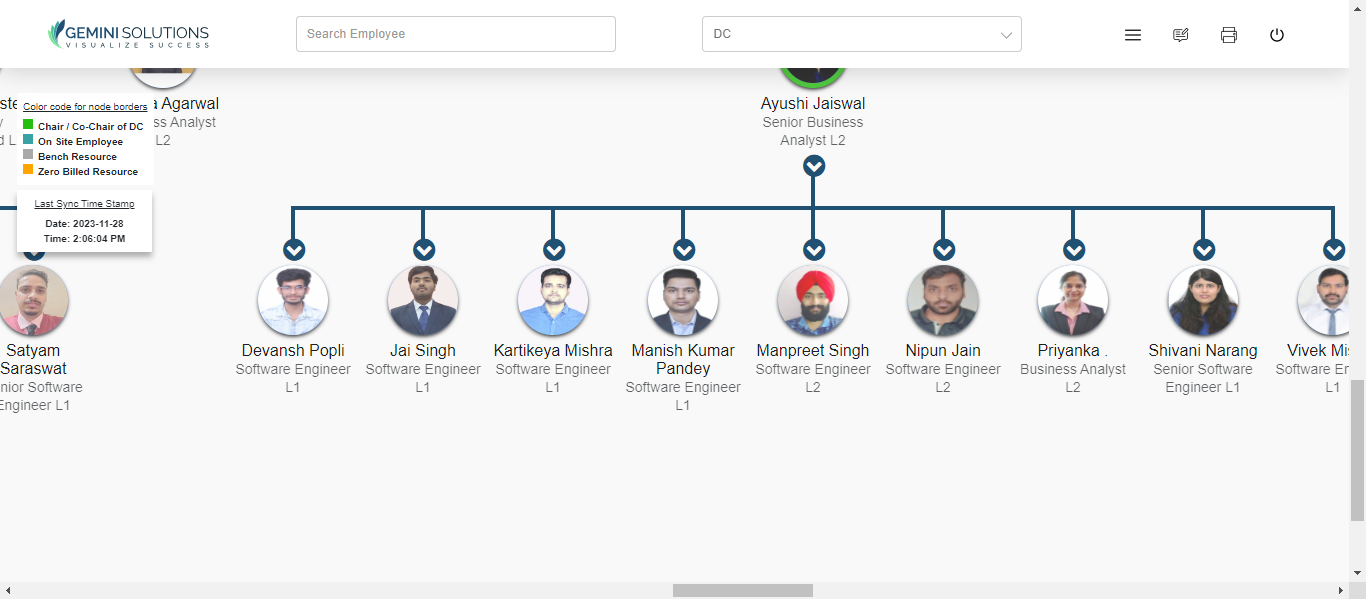 GEMINI SOLUTIONS
VISUALIZE SUCCESS
Search Employee
DC
Agarwal
Analyst
L2
Color code for node borders
Chair / Co-Chair of DC
On Site Employee
Bench Resource
Zero Billed Resource
Last Sync Time Stamp
Date: 2023-11-28
Time: 2:06:04 PM
Ayushi Jaiswal
Senior Business
Analyst L2
Satyam
Saraswat
Software
Engineer L1
Devansh Popli
Software Engineer
L1
Jai Singh
Software Engineer
L1
Kartikeya Mishra
Software Engineer
L1
Manish Kumar
Pandey
Software Engineer
L1
Manpreet Singh
Software Engineer
L2
Nipun Jain
Software Engineer
L2
Priyanka .
Business Analyst
L2
Shivani Narang
Senior Software
Engineer L1
Vivek
Software
L1